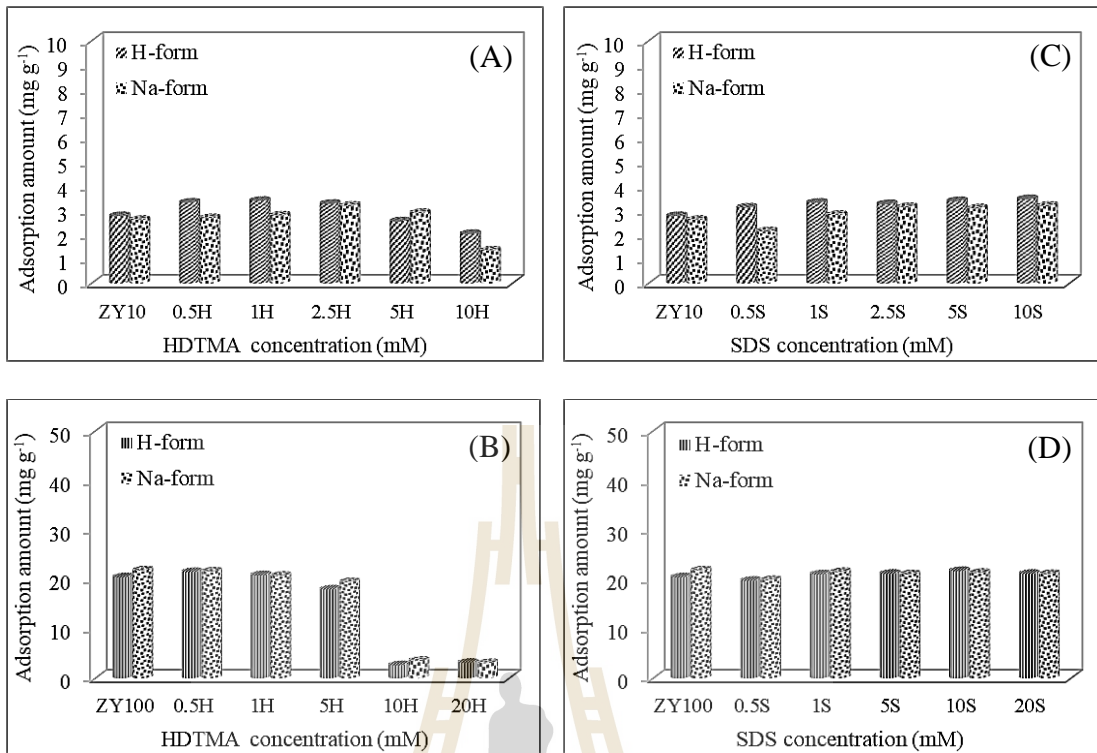 Adsorption amount (mg g⁻¹)
10
9
8
7
6
5
4
3
2
1
0
H-form
Na-form
(A)
ZY10 0.5H 1H 2.5H 5H 10H
HDTMA concentration (mM)
Adsorption amount (mg g⁻¹)
10
9
8
7
6
5
4
3
2
1
0
H-form
Na-form
(C)
ZY10 0.5S 1S 2.5S 5S 10S
SDS concentration (mM)
Adsorption amount (mg g⁻¹)
50
40
30
20
10
0
H-form
Na-form
(B)
ZY100 0.5H 1H 5H 10H 20H
HDTMA concentration (mM)
Adsorption amount (mg g⁻¹)
50
40
30
20
10
0
H-form
Na-form
(D)
ZY100 0.5S 1S 5S 10S 20S
SDS concentration (mM)